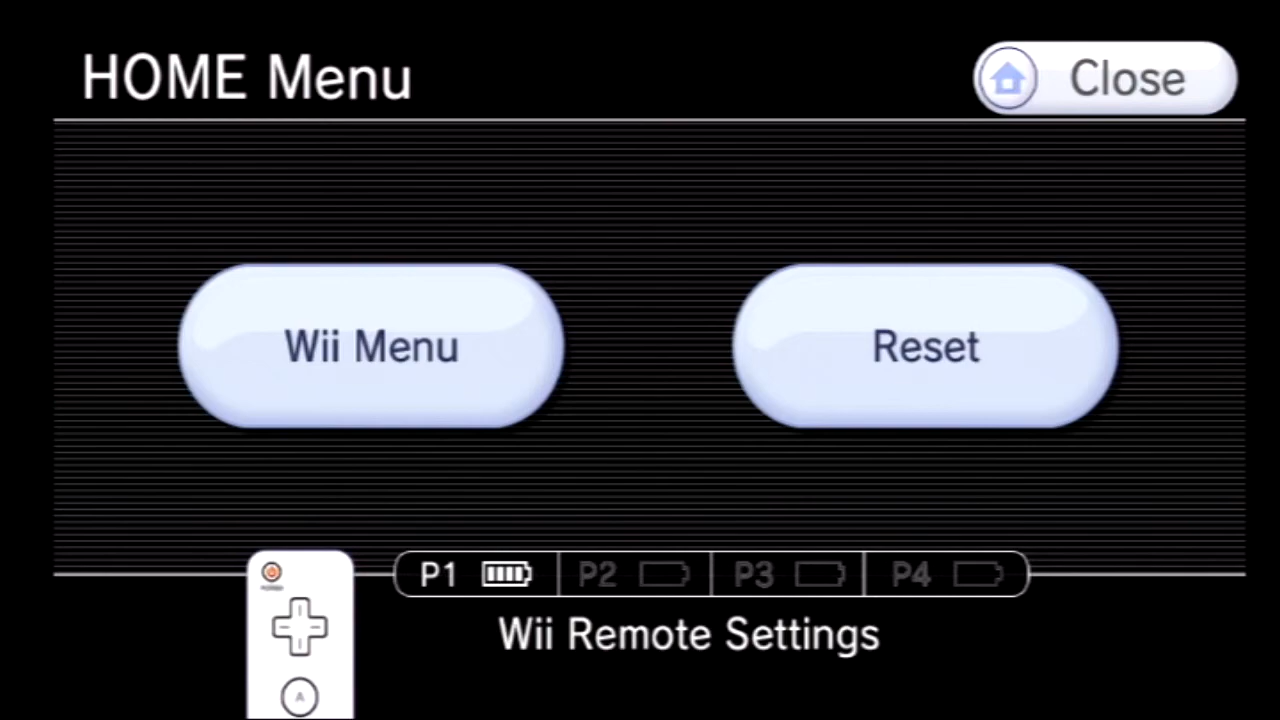 HOME Menu
Close
Wii Menu
Reset
P1
P2
P3
P4
Wii Remote Settings
A